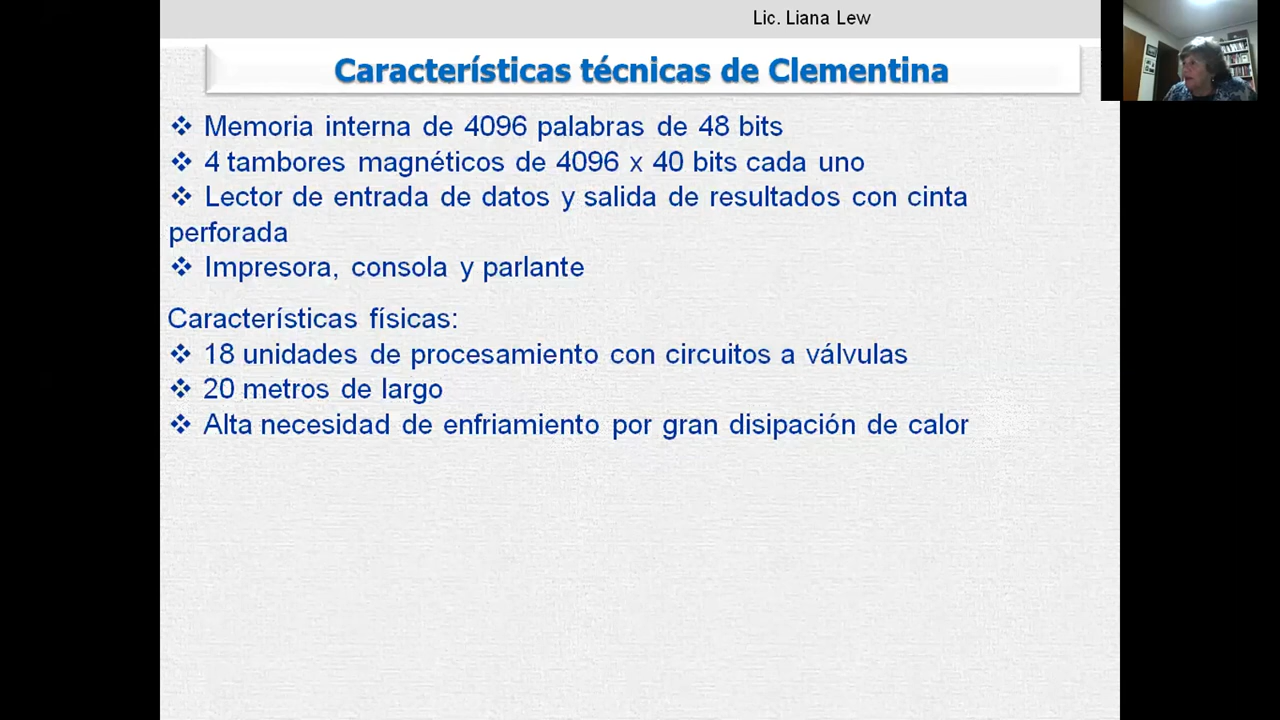 Lic. Liana Lew
Características técnicas de Clementina
❖ Memoria interna de 4096 palabras de 48 bits
❖ 4 tambores magnéticos de 4096 x 40 bits cada uno
❖ Lector de entrada de datos y salida de resultados con cinta
perforada
❖ Impresora, consola y parlante
Características físicas:
❖ 18 unidades de procesamiento con circuitos a válvulas
❖ 20 metros de largo
❖ Alta necesidad de enfriamiento por gran disipación de calor